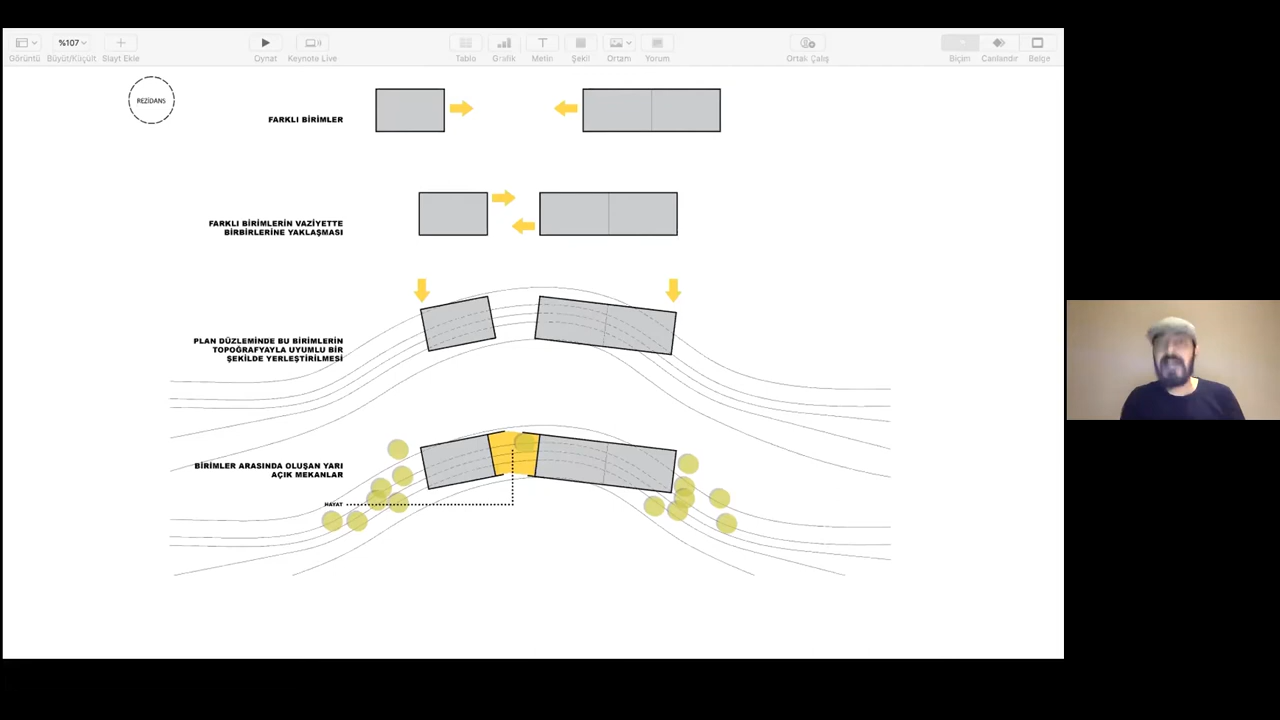 %107
Görüntü
Büyüt/Küçült
Slayt Ekle
Oynat
Keynote Live
Tablo
Grafik
Metin
Şekil
Ortam
Yorum
Ortak Çalış
Biçim
Canlandır
Belge
REZİDANS
FARKLI BİRİMLER
FARKLI BİRİMLERİN VAZİYETTE
BİRBİRLERİNE YAKLAŞMASI
PLAN DÜZLEMİNDE BU BİRİMLERİN
TOPOĞRAFYAYLA UYUMLU BİR
ŞEKİLDE YERLEŞTİRİLMESİ
BİRİMLER ARASINDA OLUŞAN YARI
AÇIK MEKANLAR
HAYAT